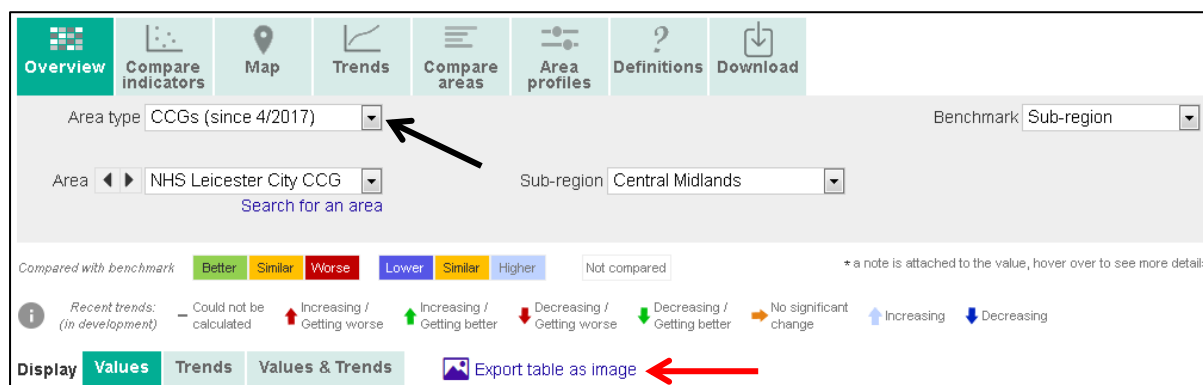 Overview
Compare indicators
Map
Trends
Compare areas
Area profiles
? Definitions
Download
Area type CCGs (since 4/2017)
Benchmark Sub-region
Area NHS Leicester City CCG
Sub-region Central Midlands
Search for an area
Compared with benchmark Better Similar Worse Lower Similar Higher Not compared * a note is attached to the value, hover over to see more details
i Recent trends: (in development) – Could not be calculated Increasing / Getting worse Increasing / Getting better Decreasing / Getting worse Decreasing / Getting better No significant change Increasing Decreasing
Display Values Trends Values & Trends Export table as image